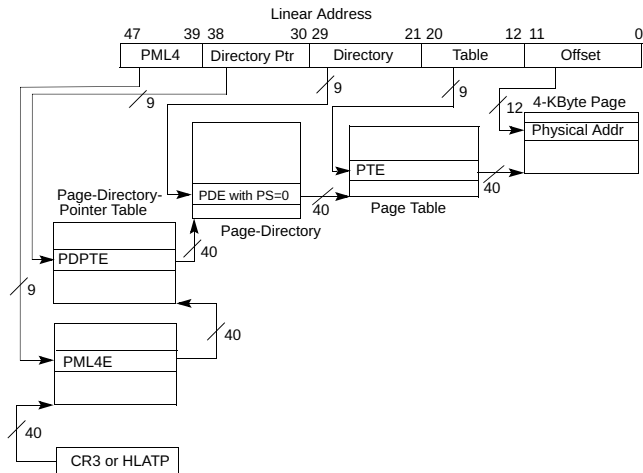 Linear Address
47 39 38 30 29 21 20 12 11 0
PML4 Directory Ptr Directory Table Offset
9 9 9
12 4-KByte Page
Physical Addr
PTE
40
PDE with PS=0
40
Page Table
Page-Directory-
Pointer Table
Page-Directory
40
PDPTE
9
40
PML4E
40
CR3 or HLATP